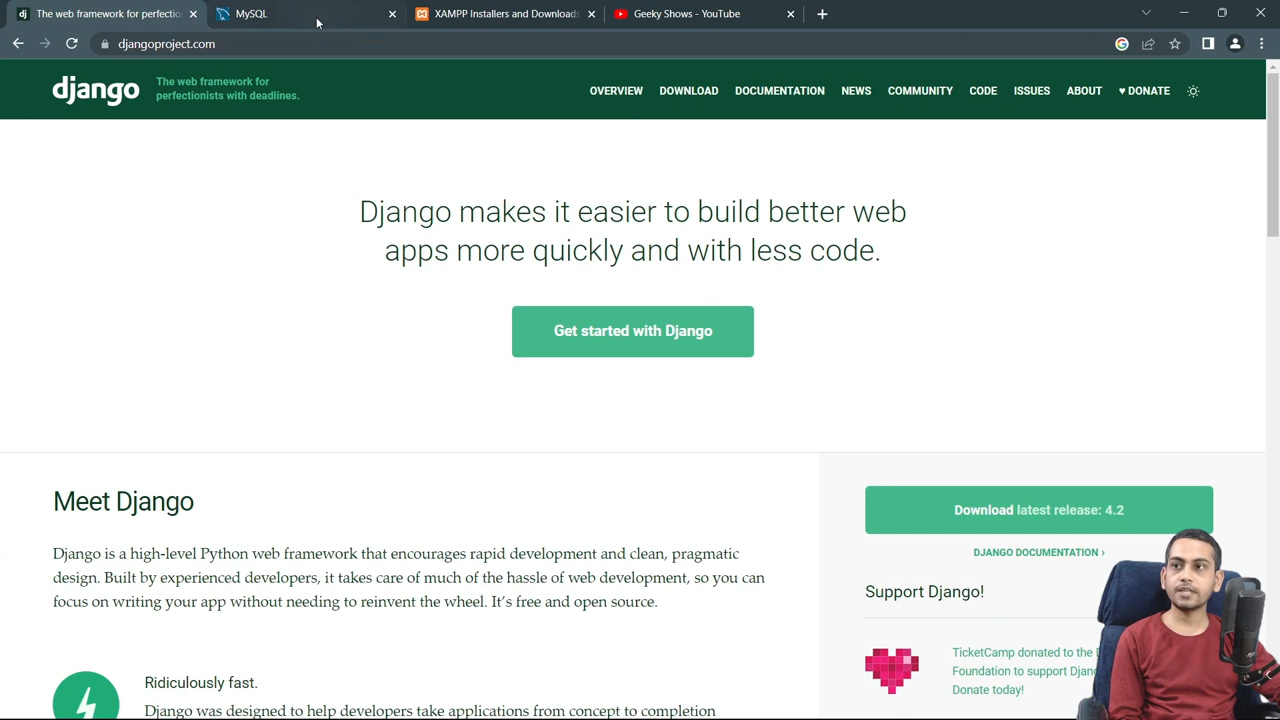 The web framework for perfectio
MySQL
XAMPP Installers and Downloads
Geeky Shows - YouTube
djangoproject.com
django
The web framework for
perfectionists with deadlines.
OVERVIEW DOWNLOAD DOCUMENTATION NEWS COMMUNITY CODE ISSUES ABOUT ♥ DONATE
Django makes it easier to build better web
apps more quickly and with less code.
Get started with Django
Meet Django
Django is a high-level Python web framework that encourages rapid development and clean, pragmatic
design. Built by experienced developers, it takes care of much of the hassle of web development, so you can
focus on writing your app without needing to reinvent the wheel. It's free and open source.
Ridiculously fast.
Django was designed to help developers take applications from concept to completion
Download latest release: 4.2
DJANGO DOCUMENTATION ›
Support Django!
TicketCamp donated to the
Foundation to support Djan
Donate today!